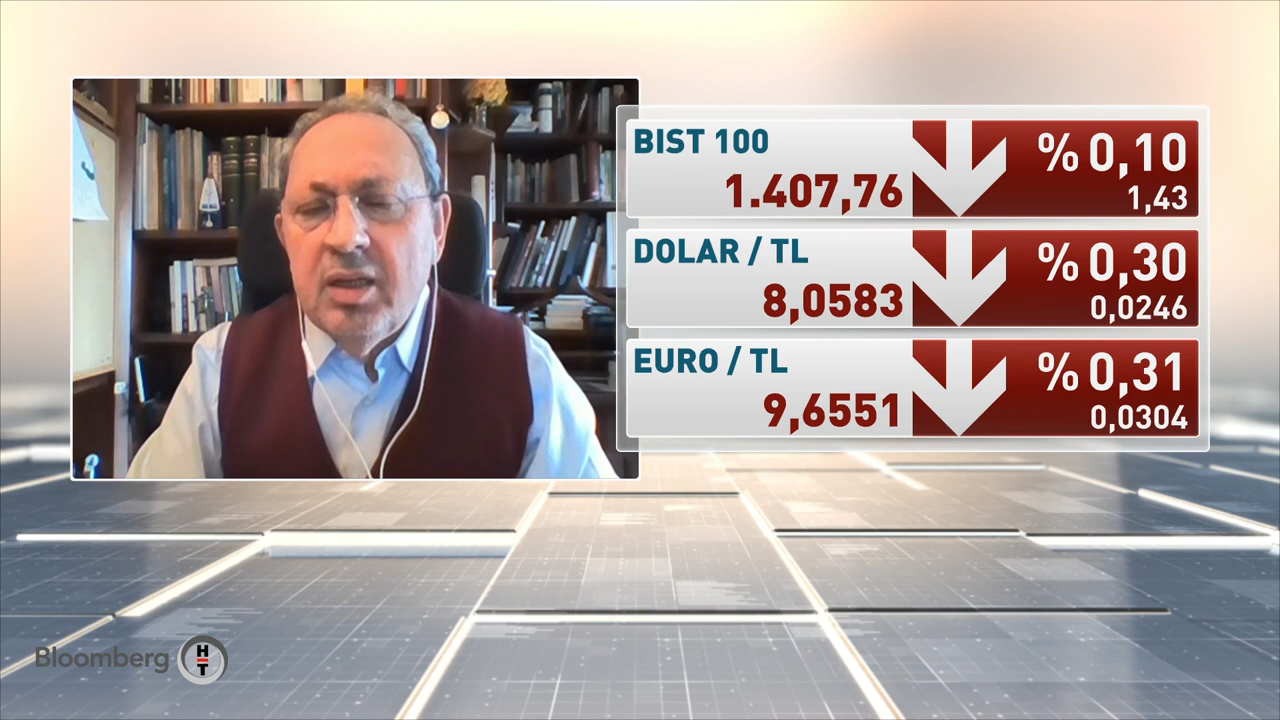 BIST 100
1.407,76
% 0,10
1,43
DOLAR / TL
8,0583
% 0,30
0,0246
EURO / TL
9,6551
% 0,31
0,0304
Bloomberg HT